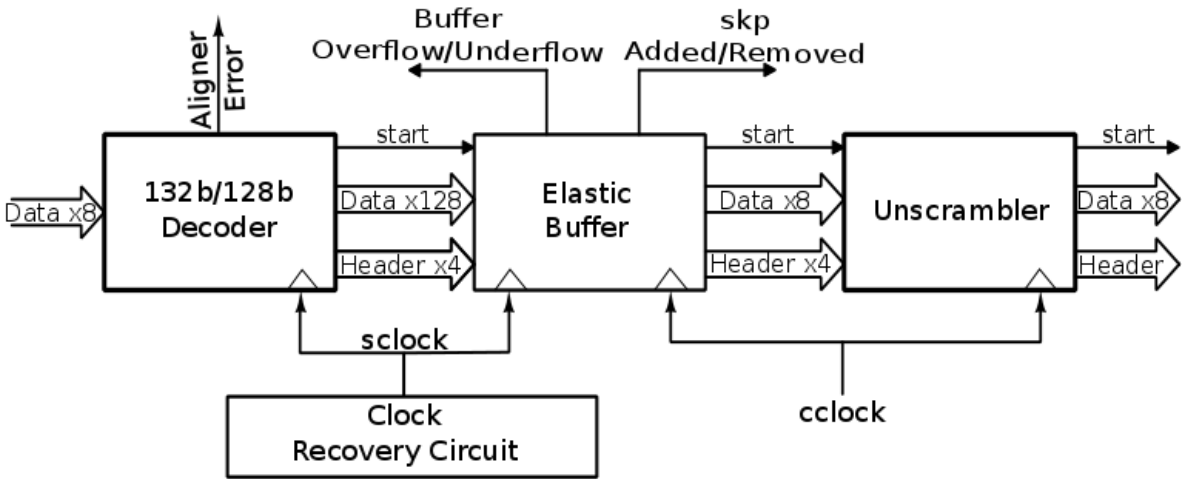 Aligner
Error
Buffer
Overflow/Underflow
skp
Added/Removed
Data x8
132b/128b
Decoder
start
Data x128
Header x4
Elastic
Buffer
start
Data x8
Header x4
Unscrambler
start
Data x8
Header
sclock
Clock
Recovery Circuit
cclock